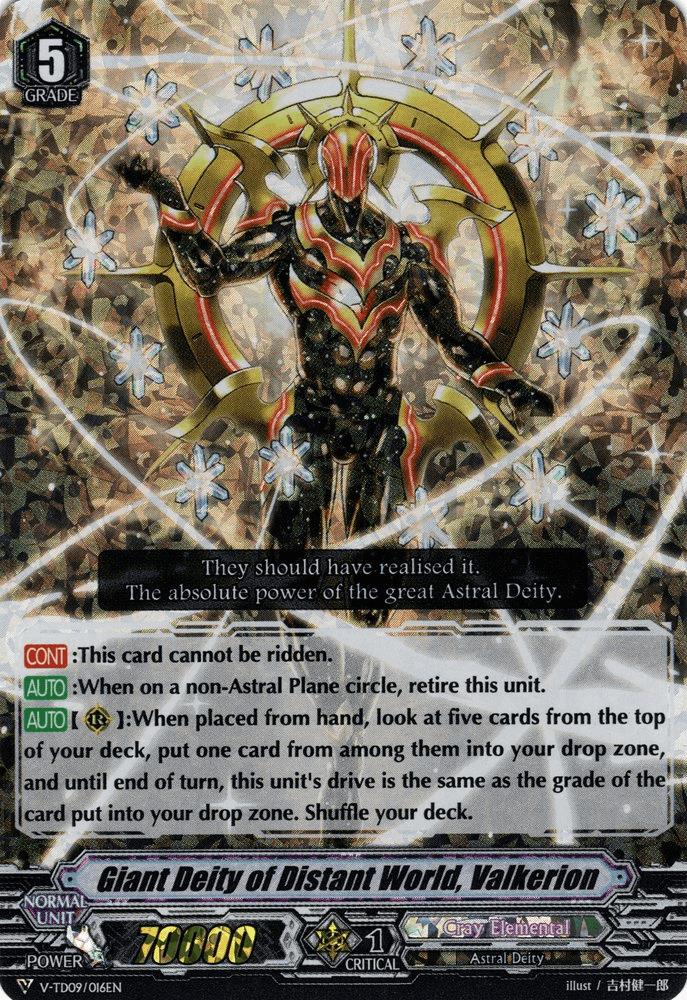 5
GRADE
They should have realised it.
The absolute power of the great Astral Deity.
CONT:This card cannot be ridden.
AUTO:When on a non-Astral Plane circle, retire this unit.
AUTO[ R ]:When placed from hand, look at five cards from the top
of your deck, put one card from among them into your drop zone,
and until end of turn, this unit's drive is the same as the grade of the
card put into your drop zone. Shuffle your deck.
Giant Deity of Distant World, Valkerion
NORMAL
UNIT
POWER 70000 1 CRITICAL
Cray Elemental
Astral Deity
V-TD09/016EN illust / 吉村健一郎